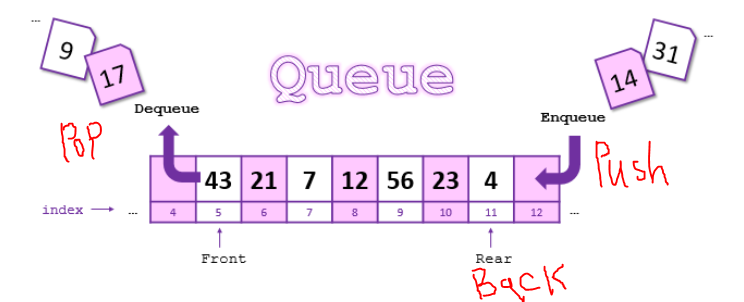 ...
9
17
Queue
31
...
14
Dequeue
Enqueue
POP
Push
43 21 7 12 56 23 4
index → ... 4 5 6 7 8 9 10 11 12 ...
Front
Rear
Back